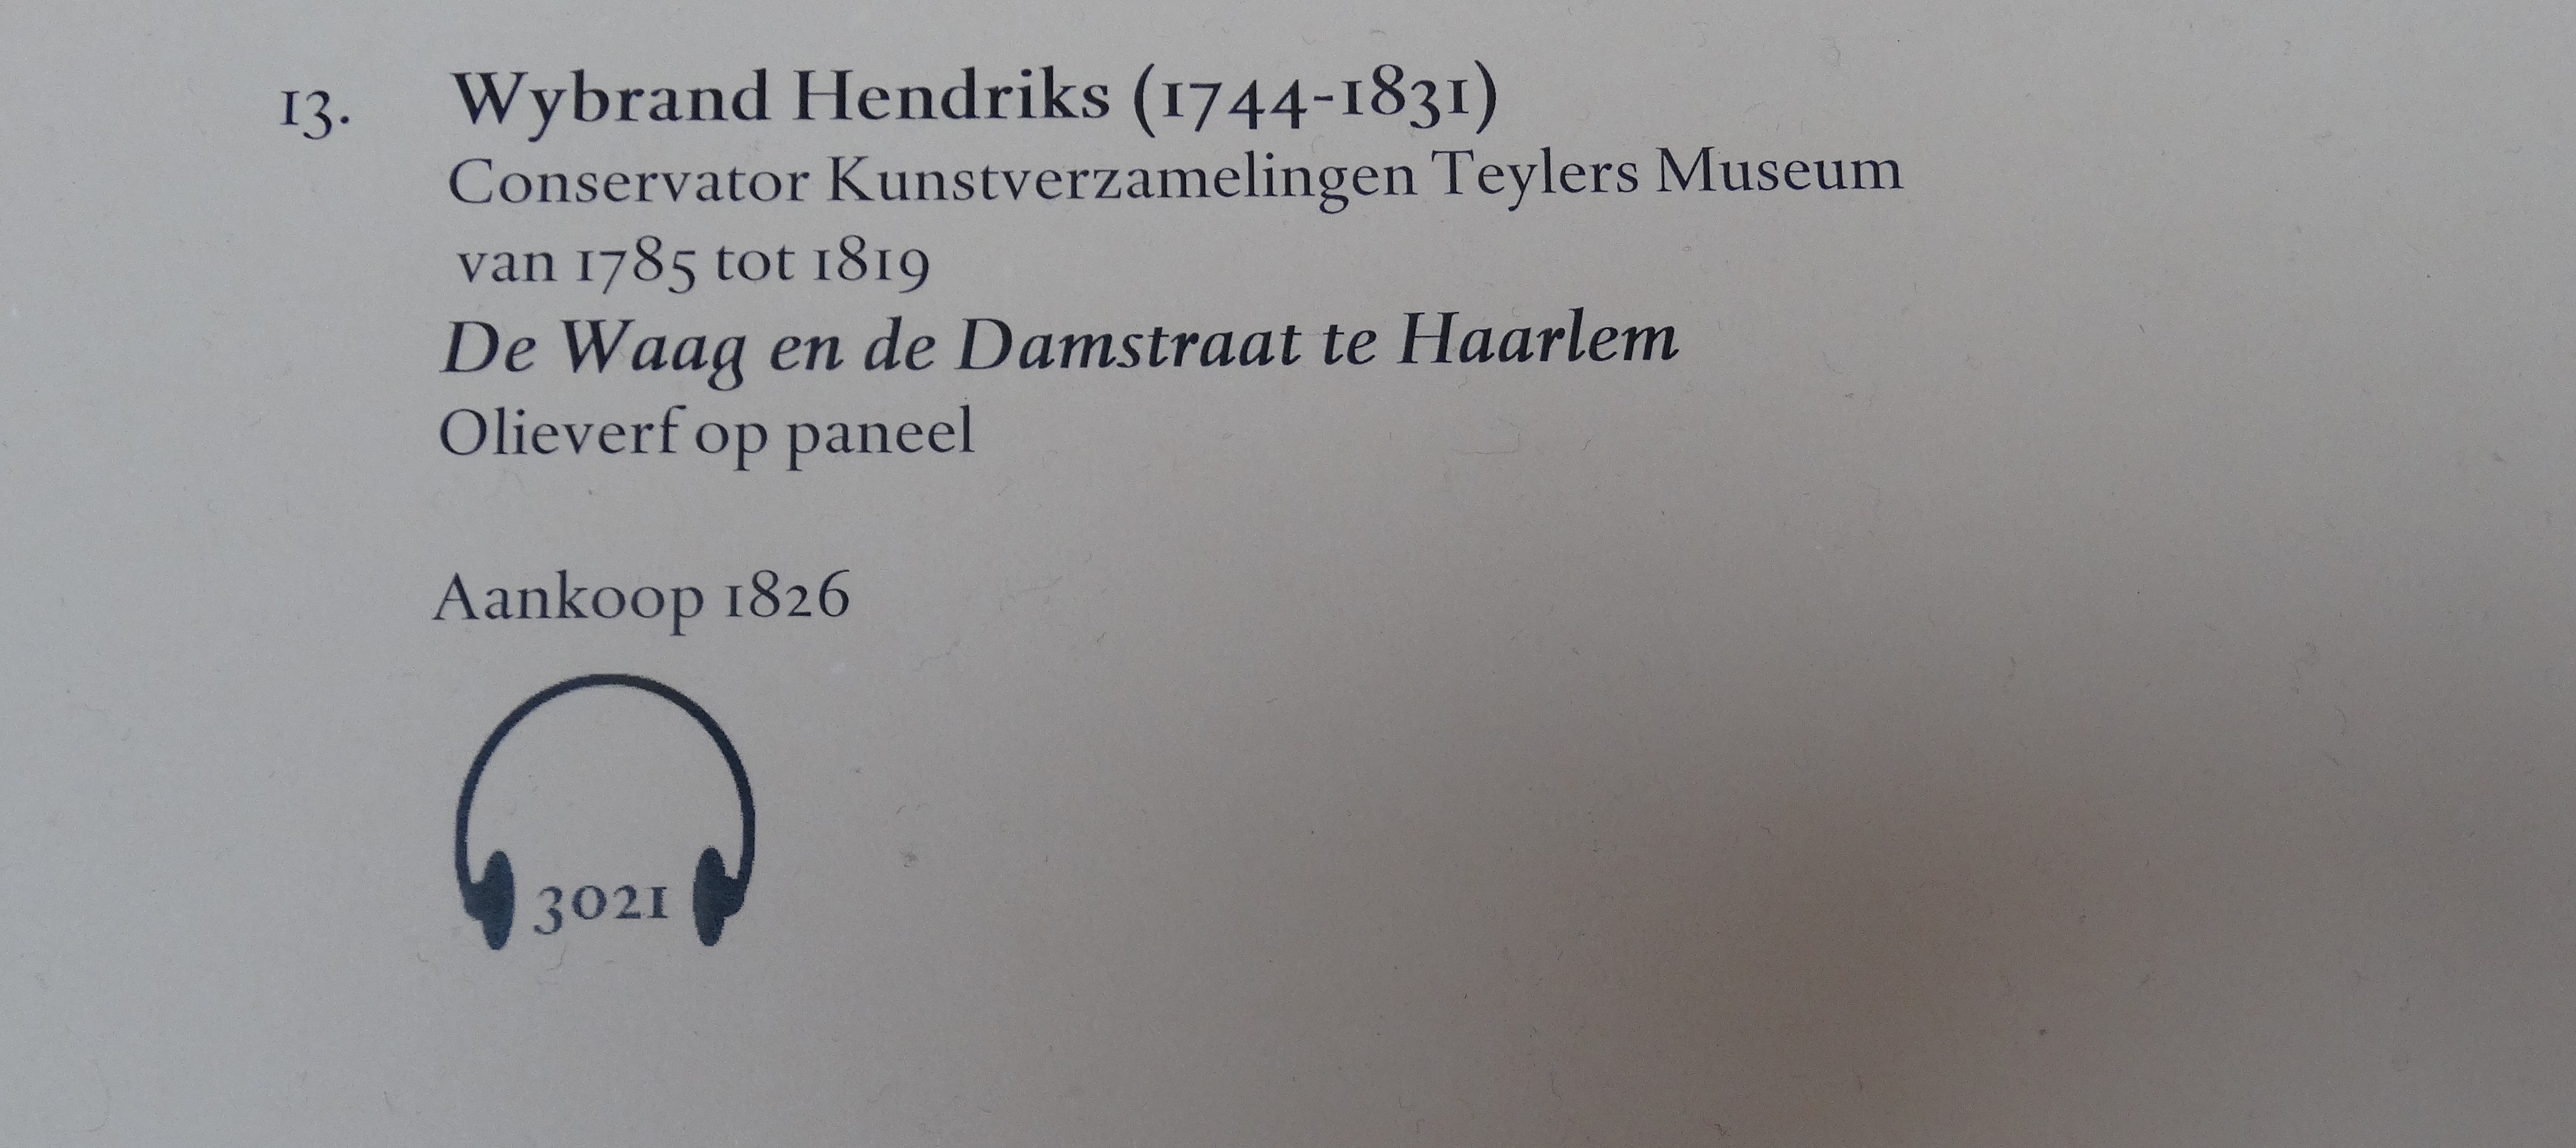 13. Wybrand Hendriks (1744-1831)
Conservator Kunstverzamelingen Teylers Museum
van 1785 tot 1819
De Waag en de Damstraat te Haarlem
Olieverf op paneel
Aankoop 1826
3021